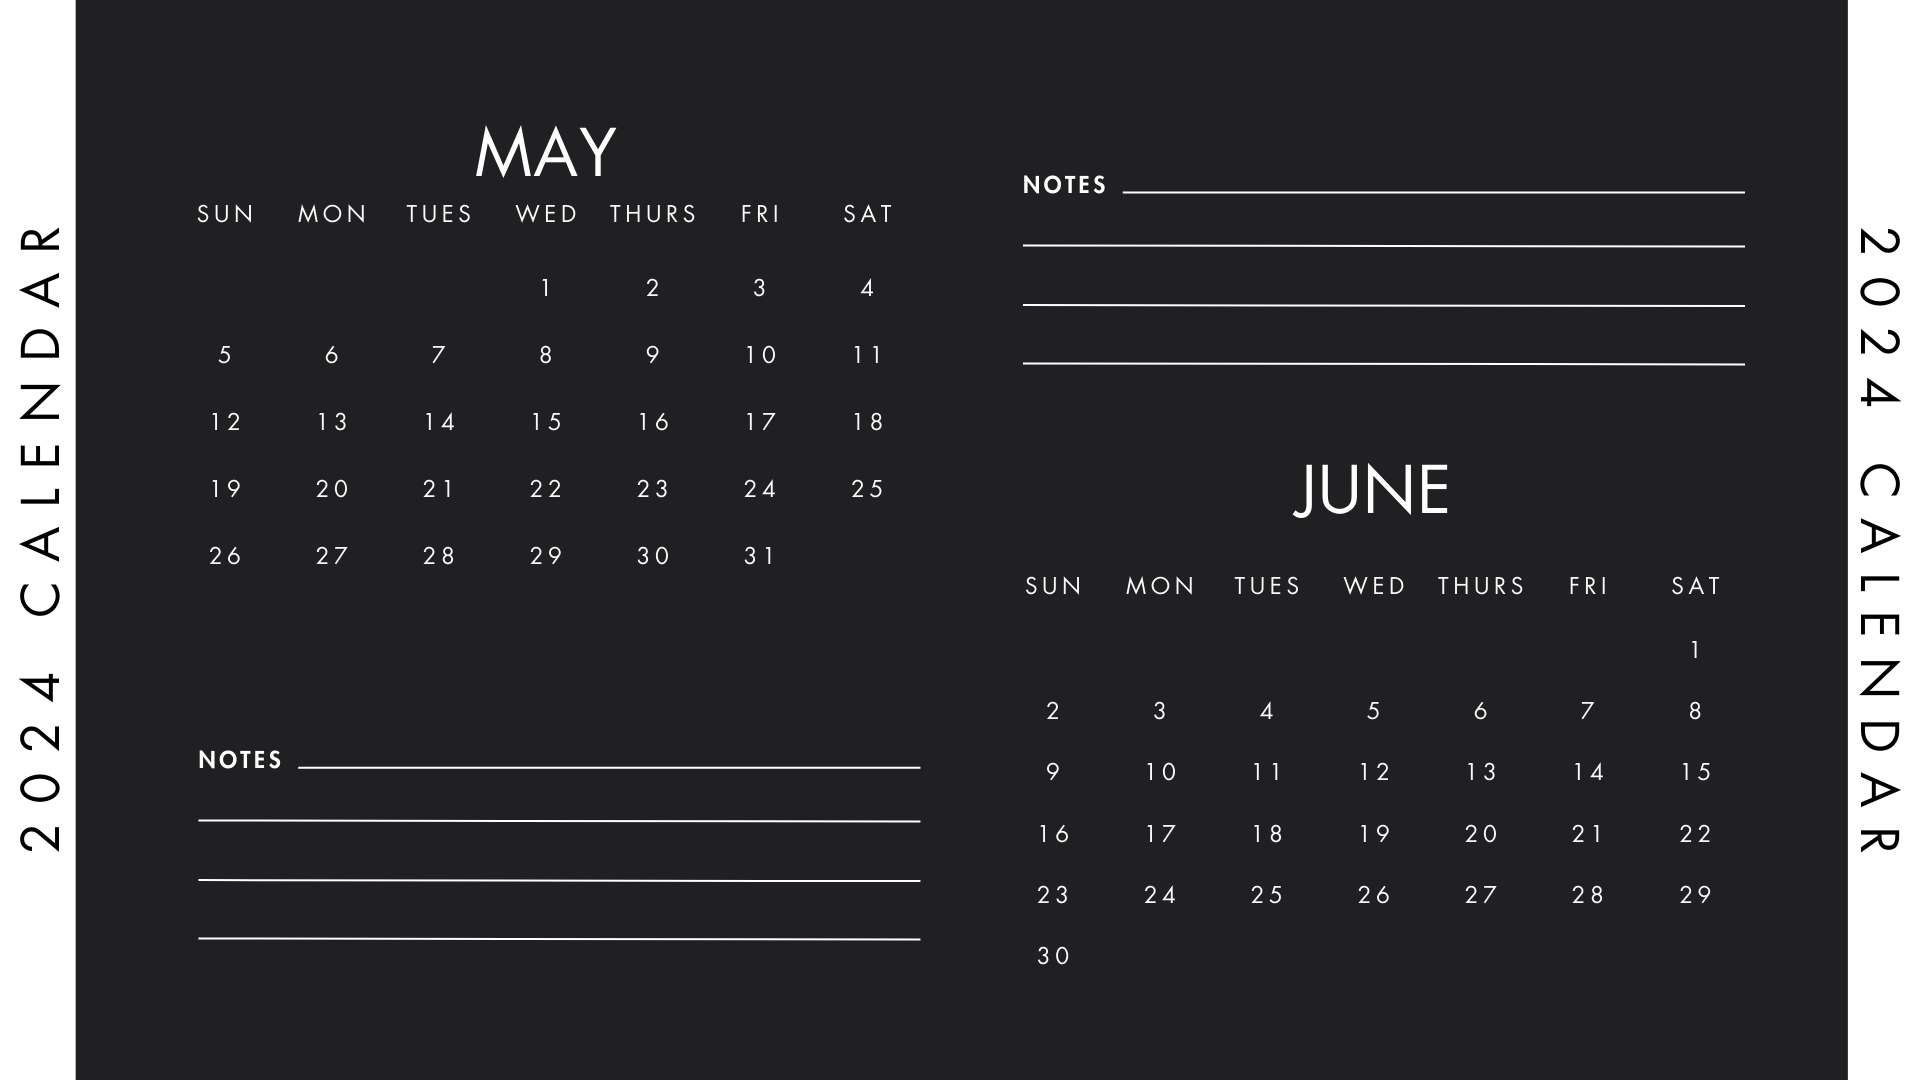 2024 CALENDAR
MAY
SUN MON TUES WED THURS FRI SAT
1 2 3 4
5 6 7 8 9 10 11
12 13 14 15 16 17 18
19 20 21 22 23 24 25
26 27 28 29 30 31
NOTES
NOTES
JUNE
SUN MON TUES WED THURS FRI SAT
1
2 3 4 5 6 7 8
9 10 11 12 13 14 15
16 17 18 19 20 21 22
23 24 25 26 27 28 29
30
2024 CALENDAR